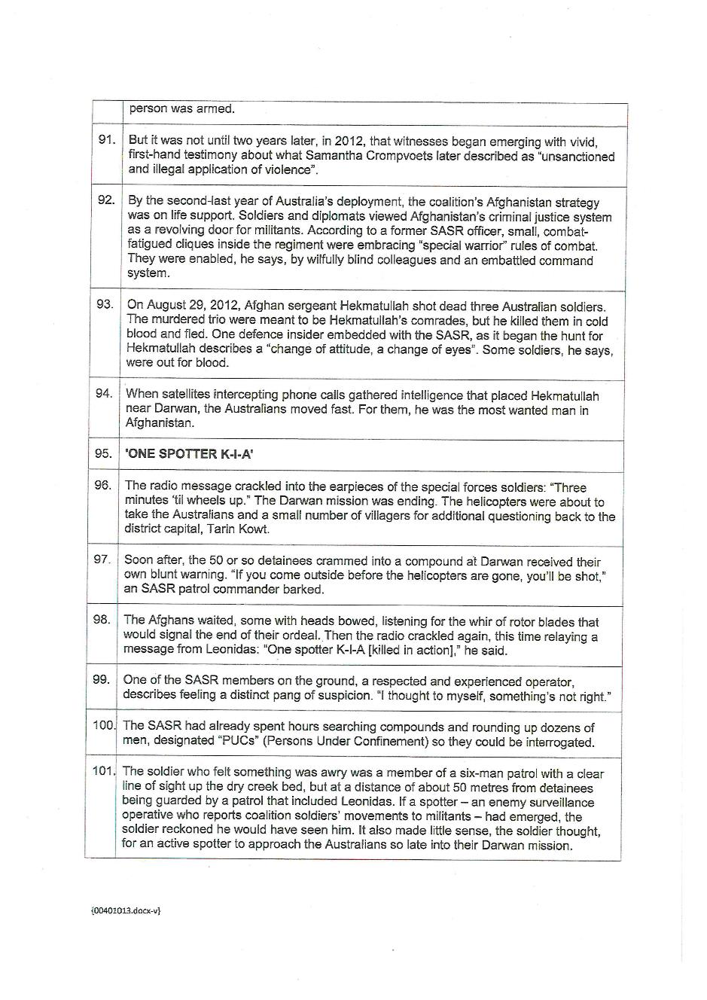 person was armed.
91. But it was not until two years later, in 2012, that witnesses began emerging with vivid,
first-hand testimony about what Samantha Crompvoets later described as “unsanctioned
and illegal application of violence”.
92. By the second-last year of Australia’s deployment, the coalition’s Afghanistan strategy
was on life support. Soldiers and diplomats viewed Afghanistan’s criminal justice system
as a revolving door for militants. According to a former SASR officer, small, combat-
fatigued cliques inside the regiment were embracing “special warrior” rules of combat.
They were enabled, he says, by wilfully blind colleagues and an embattled command
system.
93. On August 29, 2012, Afghan sergeant Hekmatullah shot dead three Australian soldiers.
The murdered trio were meant to be Hekmatullah’s comrades, but he killed them in cold
blood and fled. One defence insider embedded with the SASR, as it began the hunt for
Hekmatullah describes a “change of attitude, a change of eyes”. Some soldiers, he says,
were out for blood.
94. When satellites intercepting phone calls gathered intelligence that placed Hekmatullah
near Darwan, the Australians moved fast. For them, he was the most wanted man in
Afghanistan.
95. 'ONE SPOTTER K-I-A'
96. The radio message crackled into the earpieces of the special forces soldiers: “Three
minutes ‘til wheels up.” The Darwan mission was ending. The helicopters were about to
take the Australians and a small number of villagers for additional questioning back to the
district capital, Tarin Kowt.
97. Soon after, the 50 or so detainees crammed into a compound at Darwan received their
own blunt warning. “If you come outside before the helicopters are gone, you’ll be shot,”
an SASR patrol commander barked.
98. The Afghans waited, some with heads bowed, listening for the whir of rotor blades that
would signal the end of their ordeal. Then the radio crackled again, this time relaying a
message from Leonidas: “One spotter K-I-A [killed in action],” he said.
99. One of the SASR members on the ground, a respected and experienced operator,
describes feeling a distinct pang of suspicion. “I thought to myself, something’s not right.”
100. The SASR had already spent hours searching compounds and rounding up dozens of
men, designated “PUCs” (Persons Under Confinement) so they could be interrogated.
101. The soldier who felt something was awry was a member of a six-man patrol with a clear
line of sight up the dry creek bed, but at a distance of about 50 metres from detainees
being guarded by a patrol that included Leonidas. If a spotter – an enemy surveillance
operative who reports coalition soldiers’ movements to militants – had emerged, the
soldier reckoned he would have seen him. It also made little sense, the soldier thought,
for an active spotter to approach the Australians so late into their Darwan mission.
{00401013.docx-v}